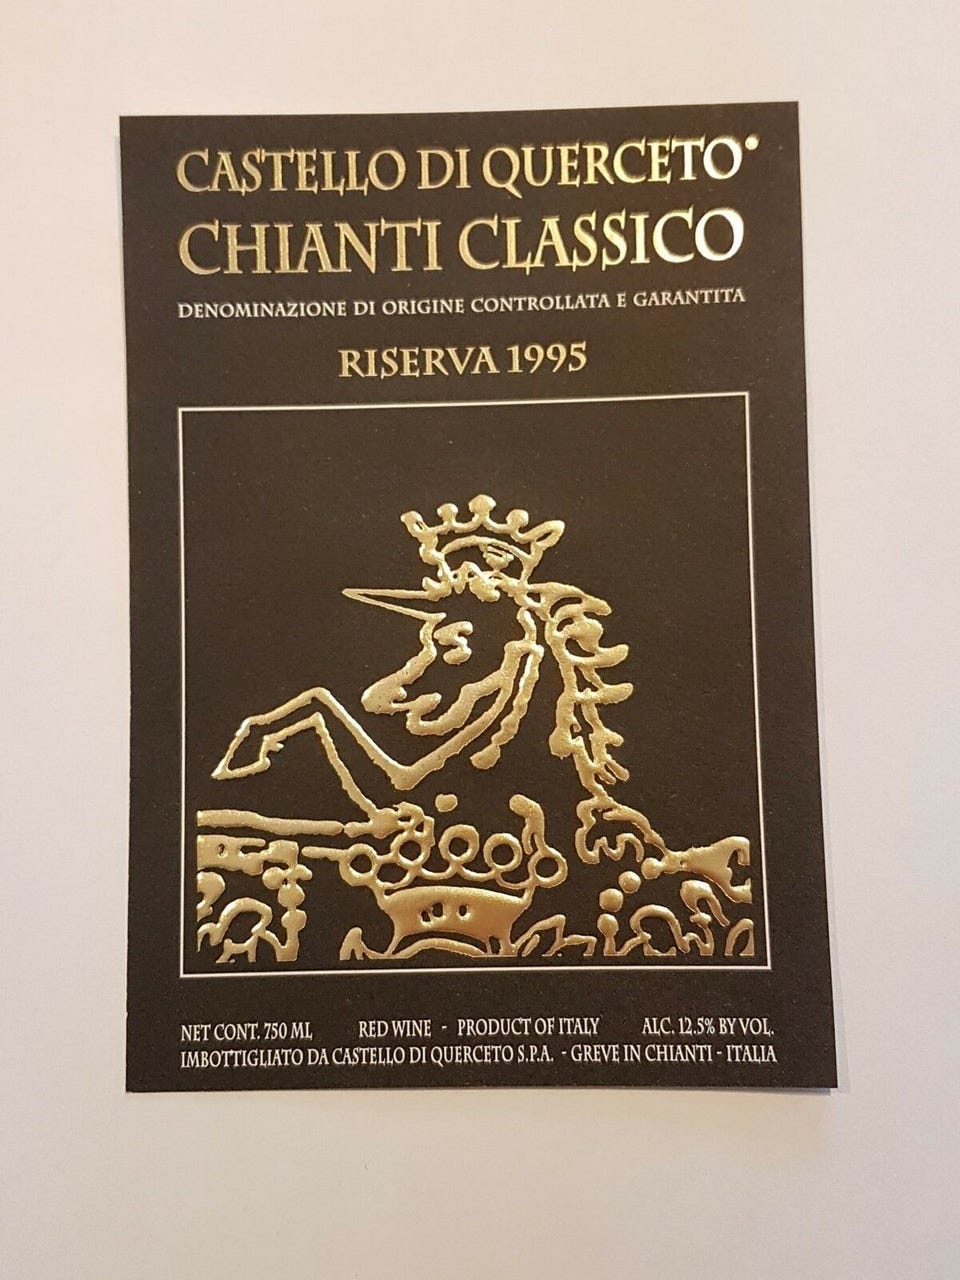 CASTELLO DI QUERCETO®
CHIANTI CLASSICO
DENOMINAZIONE DI ORIGINE CONTROLLATA E GARANTITA
RISERVA 1995
NET CONT. 750 ML RED WINE - PRODUCT OF ITALY ALC. 12.5% BY VOL.
IMBOTTIGLIATO DA CASTELLO DI QUERCETO S.P.A. - GREVE IN CHIANTI - ITALIA